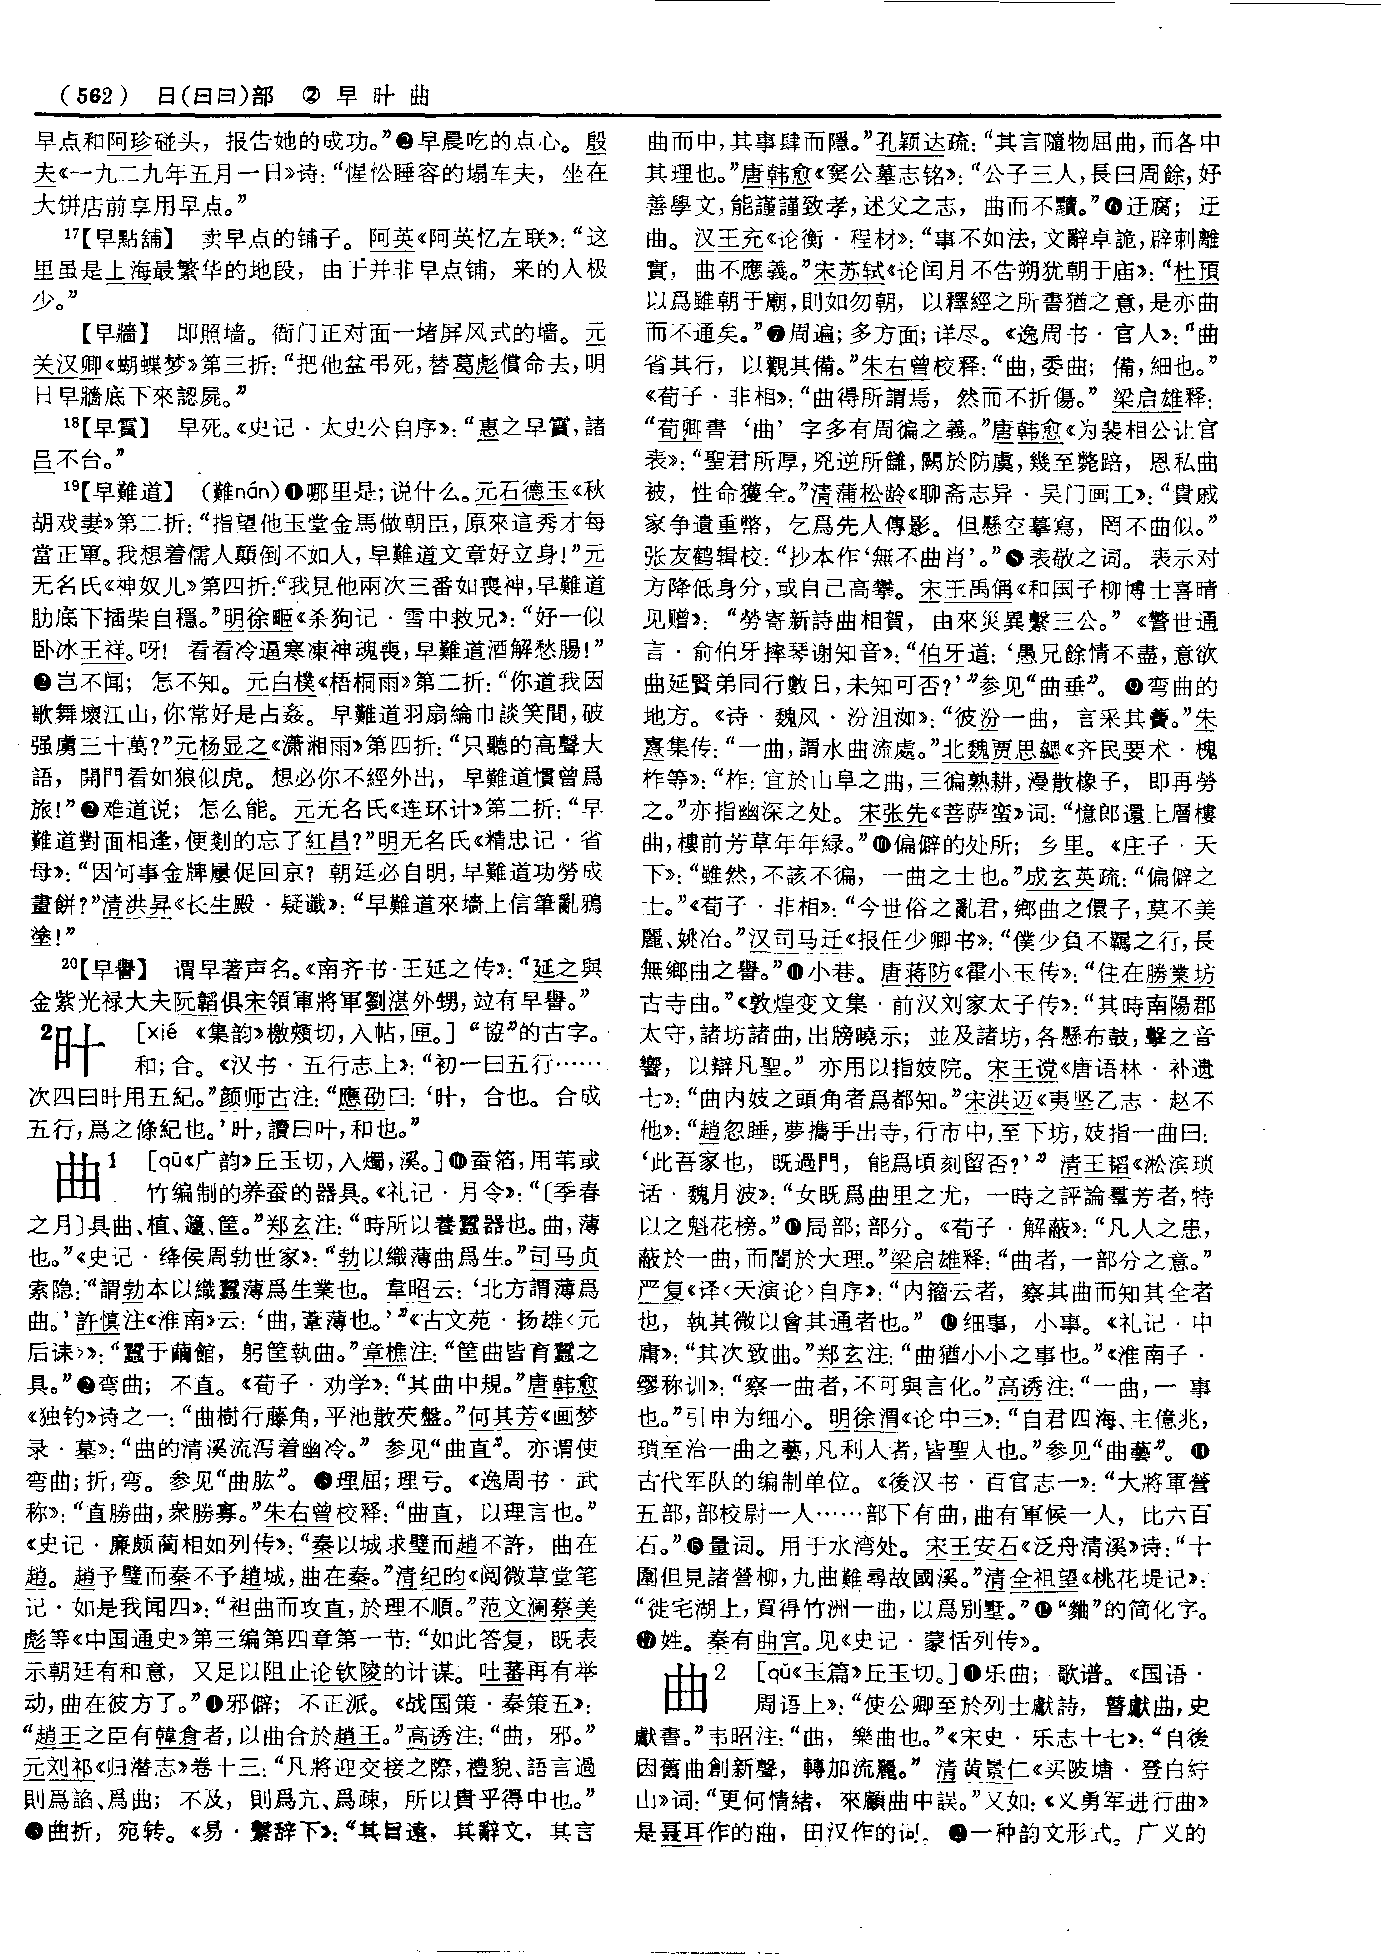 (562) 日(日曰)部 ② 早叶曲
早点和阿珍碰头，报告她的成功。”❷早晨吃的点心。殷
夫《一九二九年五月一日》诗：“惺忪睡容的塌车夫，坐在
大饼店前享用早点。”
17【早點舖】 卖早点的铺子。阿英《阿英忆左联》：“这
里虽是上海最繁华的地段，由于并非早点铺，来的人极
少。”
【早牆】 即照墙。衙门正对面一堵屏风式的墙。元
关汉卿《蝴蝶梦》第三折：“把他盆弔死，替葛彪償命去，明
日早牆底下來認屍。”
18【早霣】 早死。《史记·太史公自序》：“惠之早霣，諸
吕不台。”
19【早難道】 (難nán)❶哪里是；说什么。元石德玉《秋
胡戏妻》第二折：“指望他玉堂金馬做朝臣，原來這秀才每
當正軍。我想着儒人顛倒不如人，早難道文章好立身！”元
无名氏《神奴儿》第四折：“我見他兩次三番如喪神，早難道
肋底下插柴自穩。”明徐𤱊《杀狗记·雪中救兄》：“好一似
卧冰王祥。呀！看看冷逼寒凍神魂喪，早難道酒解愁腸！”
❷岂不闻；怎不知。元白樸《梧桐雨》第二折：“你道我因
歌舞壞江山，你常好是占姦。早難道羽扇綸巾談笑間，破
强虜三十萬？”元杨显之《潇湘雨》第四折：“只聽的高聲大
語，開門看如狼似虎。想必你不經外出，早難道慣曾爲
旅！”❷难道说；怎么能。元无名氏《连环计》第二折：“早
難道對面相逢，便剗的忘了紅昌？”明无名氏《精忠记·省
母》：“因何事金牌屢促回京？朝廷必自明，早難道功勞成
畫餅？”清洪昇《长生殿·疑谶》：“早難道來墙上信筆亂鴉
塗！”
20【早譽】 谓早著声名。《南齐书·王延之传》：“延之與
金紫光禄大夫阮韜俱宋領軍將軍劉湛外甥，竝有早譽。”
2叶 [xié 《集韵》檄頰切，入帖，匣。] “協”的古字。
和；合。《汉书·五行志上》：“初一曰五行……
次四曰叶用五紀。”颜师古注：“應劭曰：‘叶，合也。合成
五行，爲之條紀也。’叶，讀曰叶，和也。”
曲1 [qū《广韵》丘玉切，入燭，溪。]❶蚕箔，用苇或
竹编制的养蚕的器具。《礼记·月令》：“〔季春
之月〕具曲、植、籧、筐。”郑玄注：“時所以養蠶器也。曲，薄
也。”《史记·绛侯周勃世家》：“勃以織薄曲爲生。”司马贞
索隐：“謂勃本以織蠶薄爲生業也。韋昭云：‘北方謂薄爲
曲。’許慎注《淮南》云：‘曲，葦薄也。’”《古文苑·扬雄〈元
后诔〉》：“蠶于繭館，躬筐執曲。”章樵注：“筐曲皆育蠶之
具。”❷弯曲；不直。《荀子·劝学》：“其曲中規。”唐韩愈
《独钓》诗之一：“曲樹行藤角，平池散芡盤。”何其芳《画梦
录·墓》：“曲的清溪流泻着幽冷。”参见“曲直”。亦谓使
弯曲；折，弯。参见“曲肱”。❸理屈；理亏。《逸周书·武
称》：“直勝曲，衆勝寡。”朱右曾校释：“曲直，以理言也。”
《史记·廉颇蔺相如列传》：“秦以城求璧而趙不許，曲在
趙。趙予璧而秦不予趙城，曲在秦。”清纪昀《阅微草堂笔
记·如是我闻四》：“袒曲而攻直，於理不順。”范文澜蔡美
彪等《中国通史》第三编第四章第一节：“如此答复，既表
示朝廷有和意，又足以阻止论钦陵的计谋。吐蕃再有举
动，曲在彼方了。”❹邪僻；不正派。《战国策·秦策五》：
“趙王之臣有韓倉者，以曲合於趙王。”高诱注：“曲，邪。”
元刘祁《归潜志》卷十三：“凡將迎交接之際，禮貌、語言過
則爲諂、爲曲；不及，則爲亢、爲疎，所以貴乎得中也。”
❺曲折，宛转。《易·繫辞下》：“其旨遠，其辭文，其言
曲而中，其事肆而隱。”孔颖达疏：“其言隨物屈曲，而各中
其理也。”唐韩愈《窦公墓志铭》：“公子三人，長曰周餘，好
善學文，能謹謹致孝，述父之志，曲而不黷。”❻迂腐；迂
曲。汉王充《论衡·程材》：“事不如法，文辭卓詭，辟刺離
實，曲不應義。”宋苏轼《论闰月不告朔犹朝于庙》：“杜預
以爲雖朝于廟，則如勿朝，以釋經之所書猶之意，是亦曲
而不通矣。”❼周遍；多方面；详尽。《逸周书·官人》：“曲
省其行，以觀其備。”朱右曾校释：“曲，委曲；備，細也。”
《荀子·非相》：“曲得所謂焉，然而不折傷。”梁启雄释：
“荀卿書‘曲’字多有周徧之義。”唐韩愈《为裴相公让官
表》：“聖君所厚，兇逆所讎，闕於防虞，幾至斃踣，恩私曲
被，性命獲全。”清蒲松龄《聊斋志异·吴门画工》：“貴戚
家争遺重幣，乞爲先人傳影。但懸空摹寫，罔不曲似。”
张友鹤辑校：“抄本作‘無不曲肖’。”❽表敬之词。表示对
方降低身分，或自己高攀。宋王禹偁《和国子柳博士喜晴
见赠》：“勞寄新詩曲相賀，由來災異繫三公。”《警世通
言·俞伯牙摔琴谢知音》：“伯牙道：‘愚兄餘情不盡，意欲
曲延賢弟同行數日，未知可否？’”参见“曲垂”。❾弯曲的
地方。《诗·魏风·汾沮洳》：“彼汾一曲，言采其藚。”朱
熹集传：“一曲，謂水曲流處。”北魏贾思勰《齐民要术·槐
柞等》：“柞：宜於山阜之曲，三徧熟耕，漫散橡子，即再勞
之。”亦指幽深之处。宋张先《菩萨蛮》词：“憶郎還上層樓
曲，樓前芳草年年緑。”❿偏僻的处所；乡里。《庄子·天
下》：“雖然，不該不徧，一曲之士也。”成玄英疏：“偏僻之
士。”《荀子·非相》：“今世俗之亂君，鄉曲之儇子，莫不美
麗、姚冶。”汉司马迁《报任少卿书》：“僕少負不羈之行，長
無鄉曲之譽。”⓫小巷。唐蒋防《霍小玉传》：“住在勝業坊
古寺曲。”《敦煌变文集·前汉刘家太子传》：“其時南陽郡
太守，諸坊諸曲，出牓曉示；並及諸坊，各懸布鼓，擊之音
響，以辯凡聖。”亦用以指妓院。宋王谠《唐语林·补遗
七》：“曲内妓之頭角者爲都知。”宋洪迈《夷坚乙志·赵不
他》：“趙忽睡，夢攜手出寺，行市中，至下坊，妓指一曲曰：
‘此吾家也，既過門，能爲頃刻留否？’”清王韬《淞滨琐
话·魏月波》：“女既爲曲里之尤，一時之評論羣芳者，特
以之魁花榜。”⓬局部；部分。《荀子·解蔽》：“凡人之患，
蔽於一曲，而闇於大理。”梁启雄释：“曲者，一部分之意。”
严复《译〈天演论〉自序》：“内籀云者，察其曲而知其全者
也，執其微以會其通者也。”⓭细事，小事。《礼记·中
庸》：“其次致曲。”郑玄注：“曲猶小小之事也。”《淮南子·
缪称训》：“察一曲者，不可與言化。”高诱注：“一曲，一事
也。”引申为细小。明徐渭《论中三》：“自君四海、主億兆，
瑣至治一曲之藝，凡利人者，皆聖人也。”参见“曲藝”。⓮
古代军队的编制单位。《後汉书·百官志一》：“大將軍營
五部，部校尉一人……部下有曲，曲有軍候一人，比六百
石。”⓯量词。用于水湾处。宋王安石《泛舟清溪》诗：“十
圍但見諸營柳，九曲難尋故國溪。”清全祖望《桃花堤记》：
“徙宅湖上，買得竹洲一曲，以爲別墅。”⓰“麯”的简化字。
⓱姓。秦有曲宫。见《史记·蒙恬列传》。
曲2 [qǔ《玉篇》丘玉切。]❶乐曲；歌谱。《国语·
周语上》：“使公卿至於列士獻詩，瞽獻曲，史
獻書。”韦昭注：“曲，樂曲也。”《宋史·乐志十七》：“自後
因舊曲創新聲，轉加流麗。”清黄景仁《买陂塘·登白紵
山》词：“更何情緒，來顧曲中誤。”又如：《义勇军进行曲》
是聂耳作的曲，田汉作的词。❷一种韵文形式。广义的